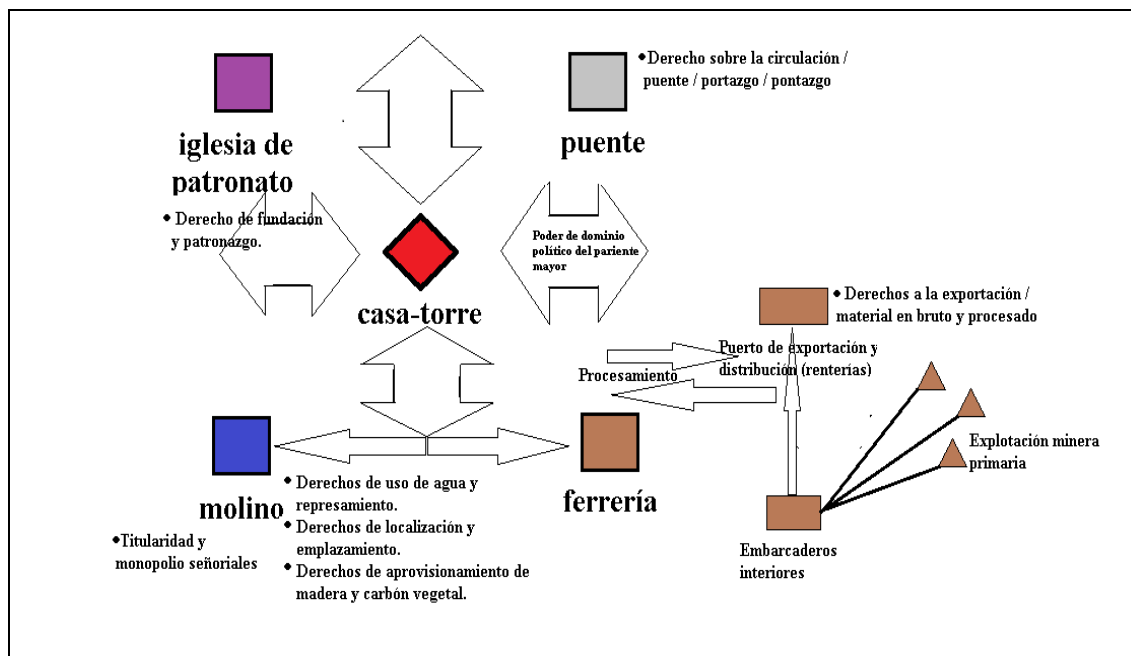 • Derecho sobre la circulación /
puente / portazgo / pontazgo
iglesia de
patronato
puente
• Derecho de fundación
y patronazgo.
Poder de dominio
político del pariente
mayor
casa-torre
• Derechos a la exportación /
material en bruto y procesado
Puerto de exportación y
distribución (renterías)
Procesamiento
Explotación minera
primaria
molino
ferrería
• Derechos de uso de agua y
represamiento.
• Derechos de localización y
emplazamiento.
• Derechos de aprovisionamiento de
madera y carbón vegetal.
• Titularidad y
monopolio señoriales
Embarcaderos
interiores